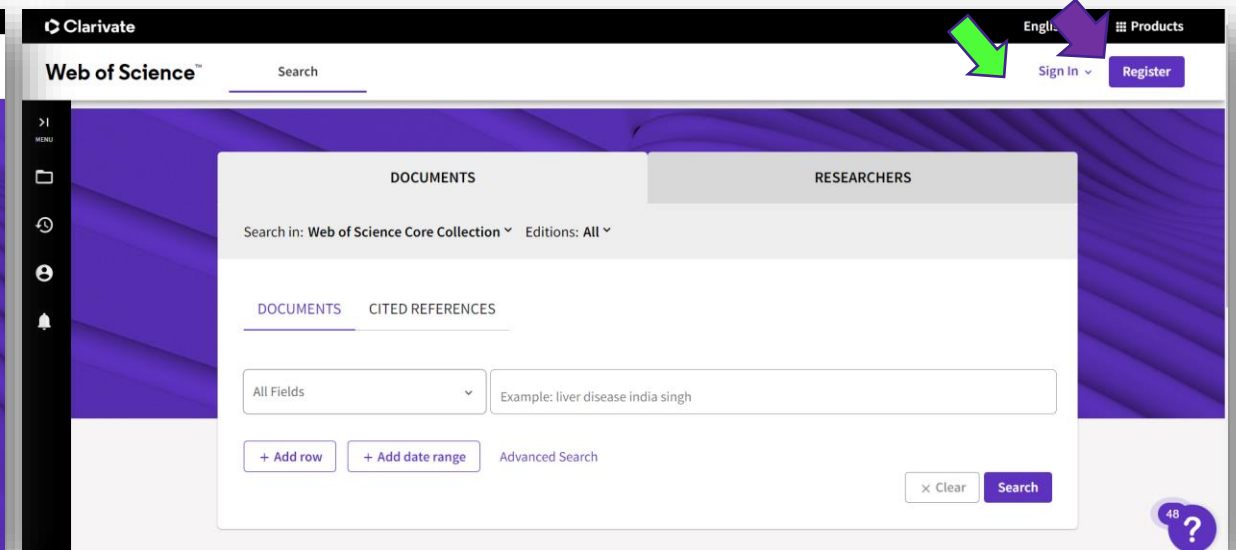 Clarivate
Products
Web of Science™
Search
Sign In
Register
MENU
DOCUMENTS
RESEARCHERS
Search in: Web of Science Core Collection Editions: All
DOCUMENTS CITED REFERENCES
All Fields
Example: liver disease india singh
+ Add row
+ Add date range
Advanced Search
× Clear
Search
48
?